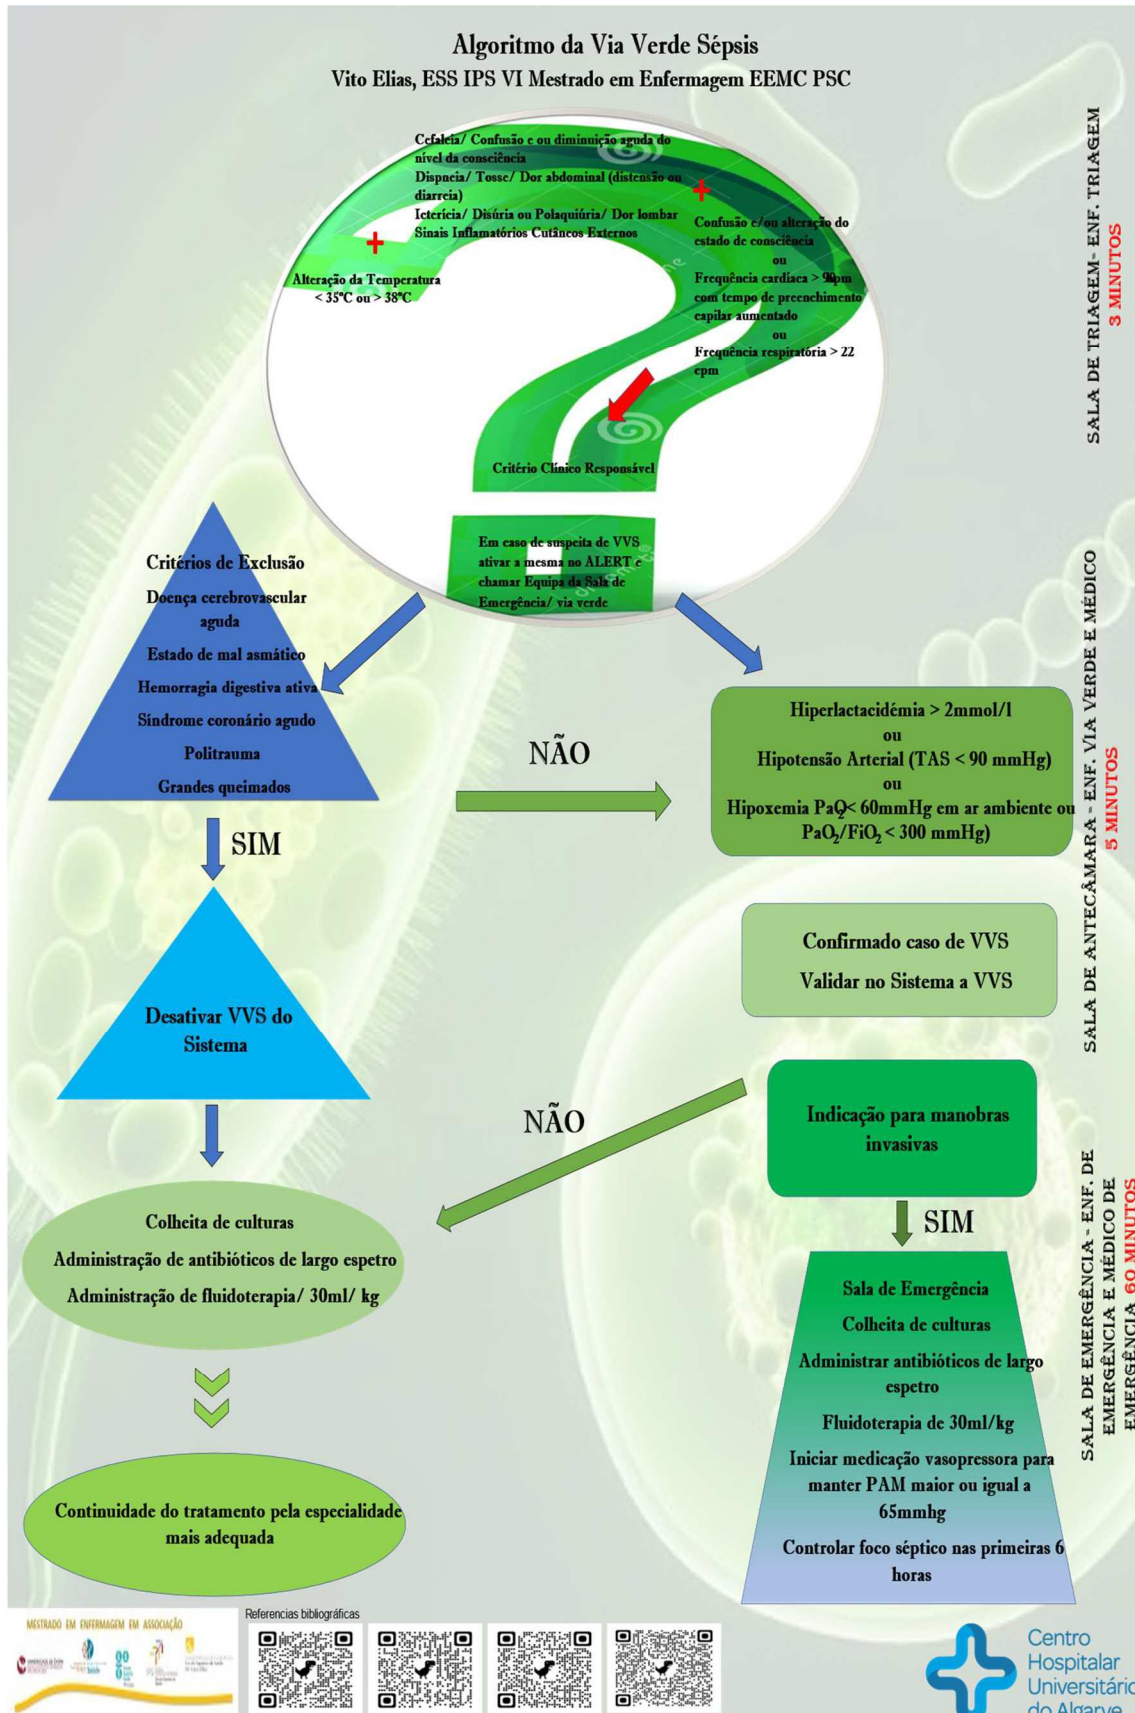 Algoritmo da Via Verde Sépsis
Vito Elias, ESS IPS VI Mestrado em Enfermagem EEMC PSC
Cefaleia/ Confusão e ou diminuição aguda do
nível da consciência
Dispneia/ Tosse/ Dor abdominal (distensão ou
diarreia)
Icterícia/ Disúria ou Polaquiúria/ Dor lombar
Sinais Inflamatórios Cutâneos Externos
+
+
Alteração da Temperatura
< 35°C ou > 38°C
Confusão e/ou alteração do
estado de consciência
ou
Frequência cardíaca > 90
com tempo de preenchimento
capilar aumentado
ou
Frequência respiratória > 22
cpm
Critério Clínico Responsável
Em caso de suspeita de VVS
ativar a mesma no ALERT e
chamar Equipa da Sala de
Emergência/ via verde
SALA DE TRIAGEM- ENF. TRIAGEM
3 MINUTOS
Critérios de Exclusão
Doença cerebrovascular
aguda
Estado de mal asmático
Hemorragia digestiva ativa
Síndrome coronário agudo
Politrauma
Grandes queimados
NÃO
Hiperlactacidémia > 2mmol/l
ou
Hipotensão Arterial (TAS < 90 mmHg)
ou
Hipoxemia PaO2< 60mmHg em ar ambiente ou
PaO₂/FiO₂ < 300 mmHg)
SIM
Confirmado caso de VVS
Validar no Sistema a VVS
SALA DE ANTECÂMARA - ENF. VIA VERDE E MÉDICO
5 MINUTOS
Desativar VVS do
Sistema
NÃO
Indicação para manobras
invasivas
SIM
Colheita de culturas
Administração de antibióticos de largo espetro
Administração de fluidoterapia/ 30ml/ kg
Sala de Emergência
Colheita de culturas
Administrar antibióticos de largo
espetro
Fluidoterapia de 30ml/kg
Iniciar medicação vasopressora para
manter PAM maior ou igual a
65mmhg
Controlar foco séptico nas primeiras 6
horas
SALA DE EMERGÊNCIA - ENF. DE
EMERGÊNCIA E MÉDICO DE
EMERGÊNCIA 60 MINUTOS
Continuidade do tratamento pela especialidade
mais adequada
MESTRADO EM ENFERMAGEM EM ASSOCIAÇÃO
Referencias bibliográficas
Centro
Hospitalar
Universitário
do Algarve